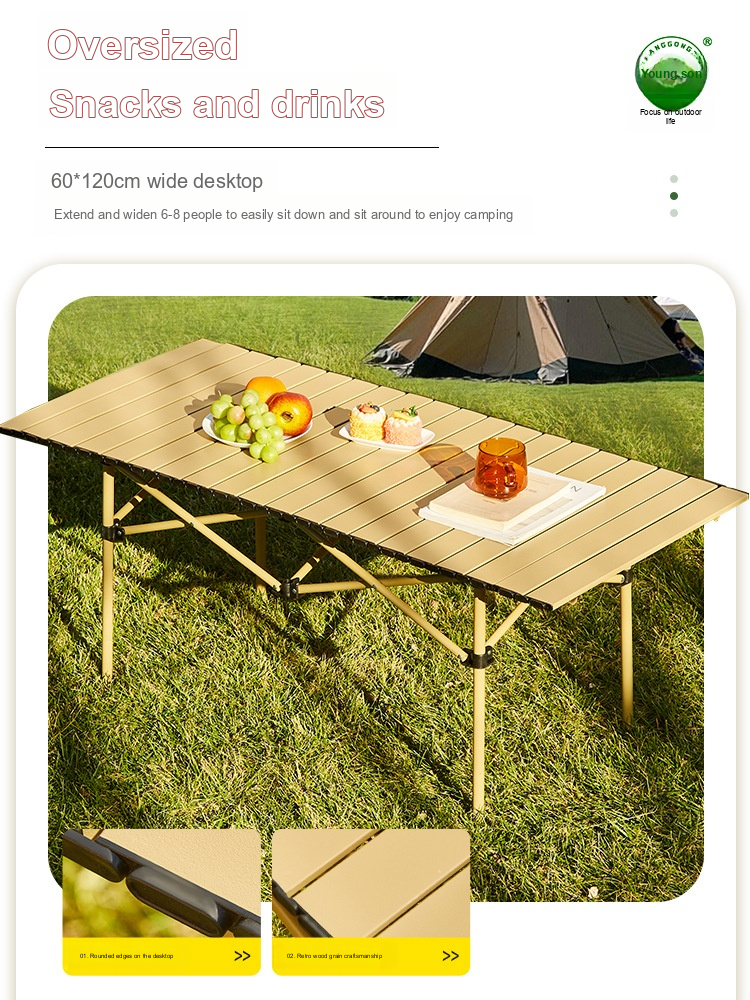 Oversized
Snacks and drinks
ANGGONG
®
Young son
Focus on outdoor
life
60*120cm wide desktop
Extend and widen 6-8 people to easily sit down and sit around to enjoy camping
01. Rounded edges on the desktop >>
02. Retro wood grain craftsmanship >>